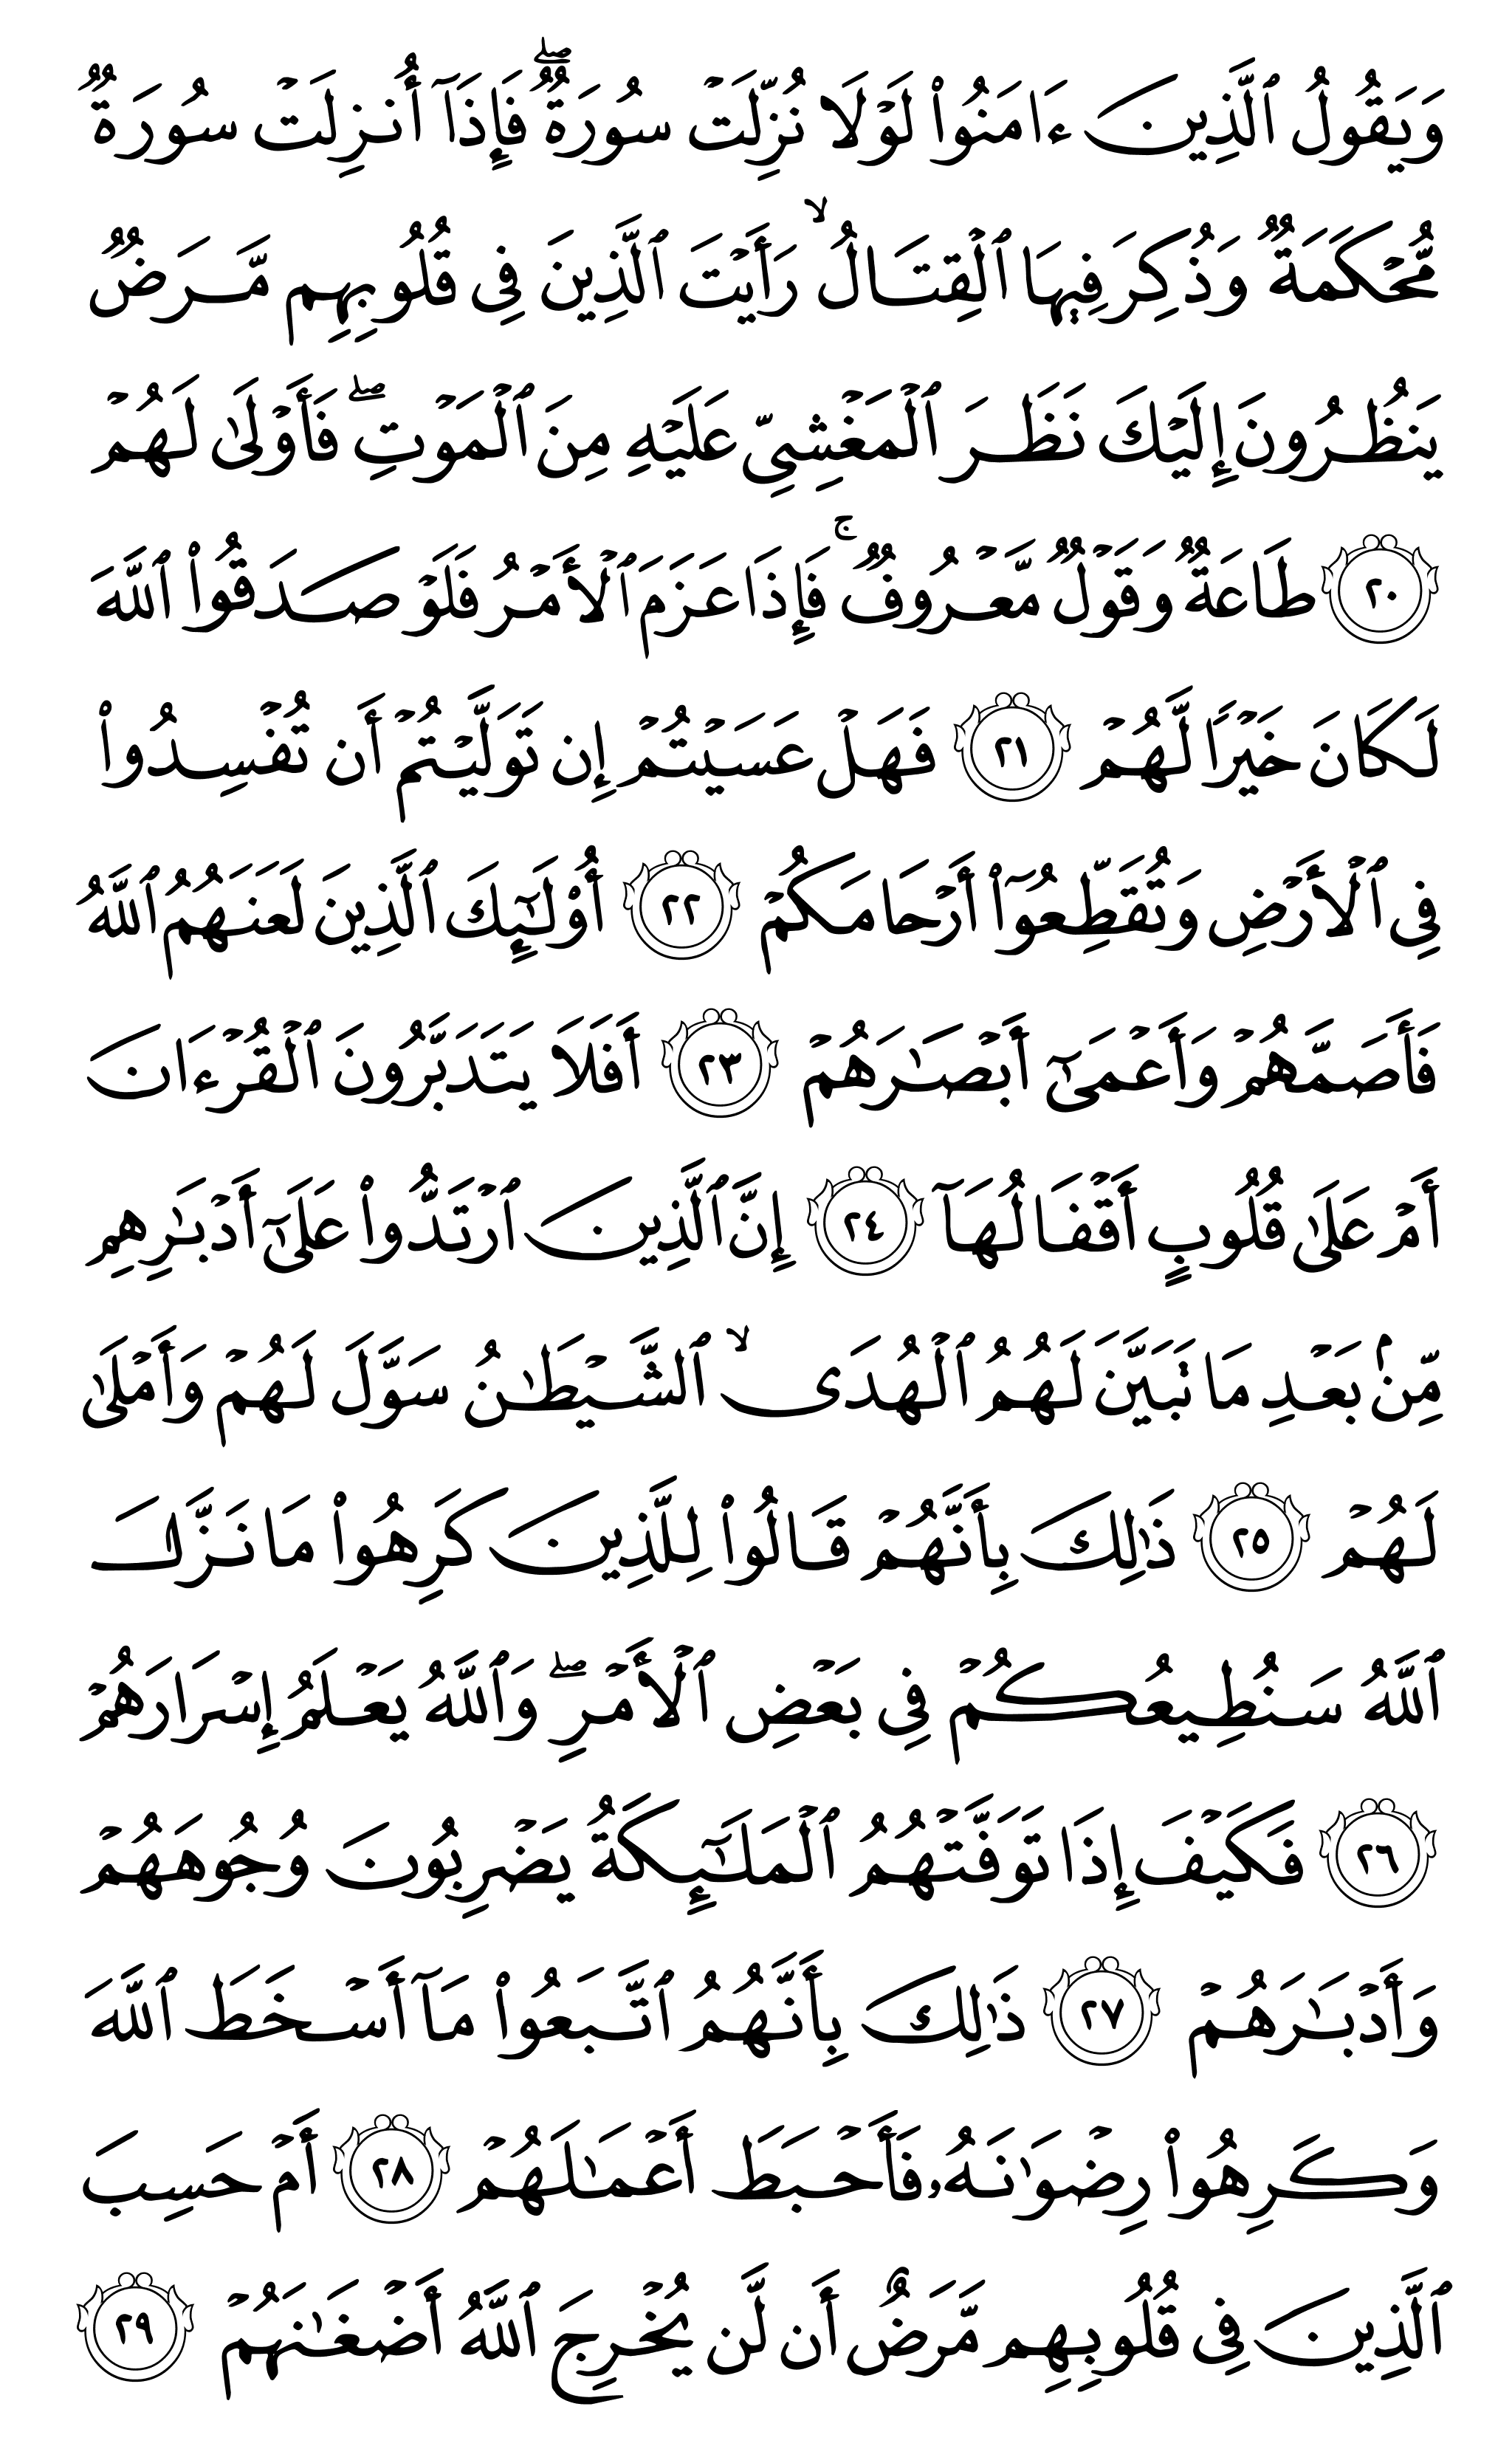 وَيَقُولُ ٱلَّذِينَ ءَامَنُوا۟ لَوْلَا نُزِّلَتْ سُورَةٌۖ فَإِذَآ أُنزِلَتْ سُورَةٌ
مُّحْكَمَةٌ وَذُكِرَ فِيهَا ٱلْقِتَالُۙ رَأَيْتَ ٱلَّذِينَ فِى قُلُوبِهِم مَّرَضٌ
يَنظُرُونَ إِلَيْكَ نَظَرَ ٱلْمَغْشِىِّ عَلَيْهِ مِنَ ٱلْمَوْتِۖ فَأَوْلَىٰ لَهُمْ
٢٠ طَاعَةٌ وَقَوْلٌ مَّعْرُوفٌۚ فَإِذَا عَزَمَ ٱلْأَمْرُ فَلَوْ صَدَقُوا۟ ٱللَّهَ
لَكَانَ خَيْرًا لَّهُمْ ٢١ فَهَلْ عَسَيْتُمْ إِن تَوَلَّيْتُمْ أَن تُفْسِدُوا۟
فِى ٱلْأَرْضِ وَتُقَطِّعُوٓا۟ أَرْحَامَكُمْ ٢٢ أُو۟لَٰٓئِكَ ٱلَّذِينَ لَعَنَهُمُ ٱللَّهُ
فَأَصَمَّهُمْ وَأَعْمَىٰٓ أَبْصَٰرَهُمْ ٢٣ أَفَلَا يَتَدَبَّرُونَ ٱلْقُرْءَانَ
أَمْ عَلَىٰ قُلُوبٍ أَقْفَالُهَآ ٢٤ إِنَّ ٱلَّذِينَ ٱرْتَدُّوا۟ عَلَىٰٓ أَدْبَٰرِهِم
مِّنۢ بَعْدِ مَا تَبَيَّنَ لَهُمُ ٱلْهُدَىۙ ٱلشَّيْطَٰنُ سَوَّلَ لَهُمْ وَأَمْلَىٰ
لَهُمْ ٢٥ ذَٰلِكَ بِأَنَّهُمْ قَالُوا۟ لِلَّذِينَ كَرِهُوا۟ مَا نَزَّلَ
ٱللَّهُ سَنُطِيعُكُمْ فِى بَعْضِ ٱلْأَمْرِۖ وَٱللَّهُ يَعْلَمُ إِسْرَارَهُمْ
٢٦ فَكَيْفَ إِذَا تَوَفَّتْهُمُ ٱلْمَلَٰٓئِكَةُ يَضْرِبُونَ وُجُوهَهُمْ
وَأَدْبَٰرَهُمْ ٢٧ ذَٰلِكَ بِأَنَّهُمُ ٱتَّبَعُوا۟ مَآ أَسْخَطَ ٱللَّهَ
وَكَرِهُوا۟ رِضْوَٰنَهُۥ فَأَحْبَطَ أَعْمَٰلَهُمْ ٢٨ أَمْ حَسِبَ
ٱلَّذِينَ فِى قُلُوبِهِم مَّرَضٌ أَن لَّن يُخْرِجَ ٱللَّهُ أَضْغَٰنَهُمْ ٢٩